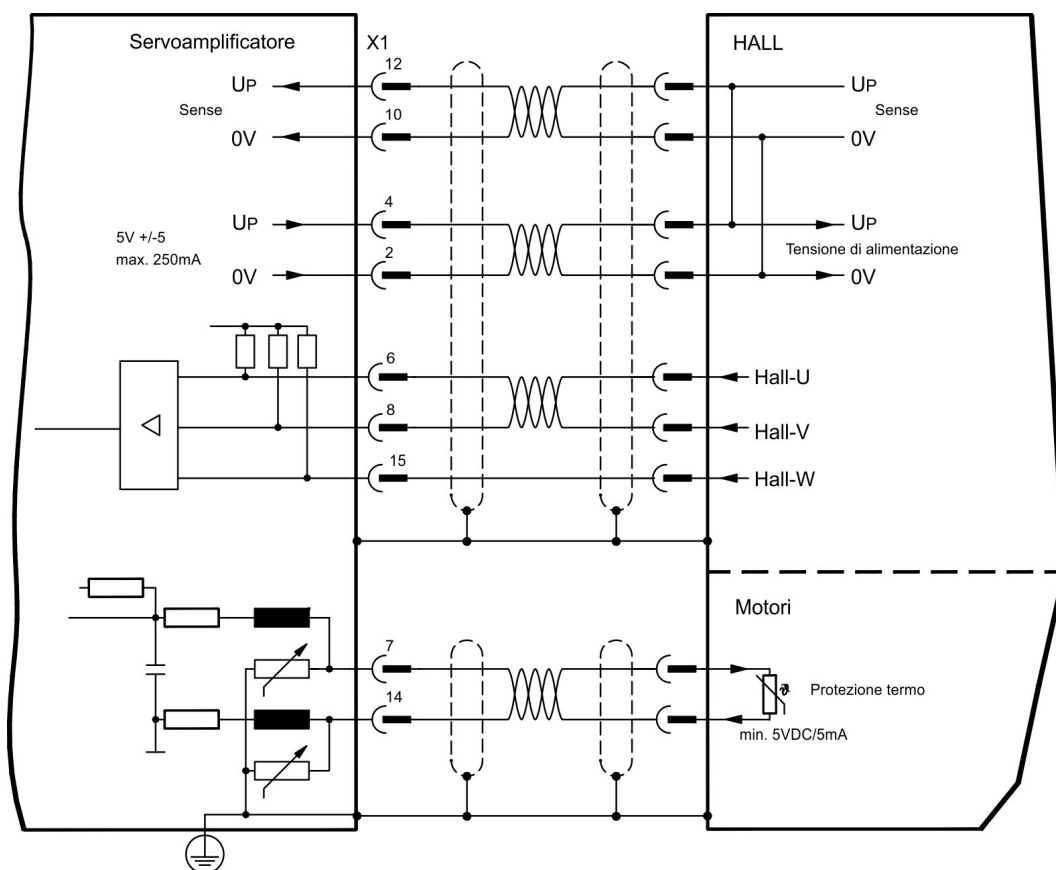 Servoamplificatore
X1
HALL
UP
12
UP
Sense
Sense
0V
10
0V
UP
4
UP
5V +/-5
max. 250mA
Tensione di alimentazione
0V
2
0V
6
Hall-U
8
Hall-V
15
Hall-W
Motori
7
Protezione termo
14
min. 5VDC/5mA